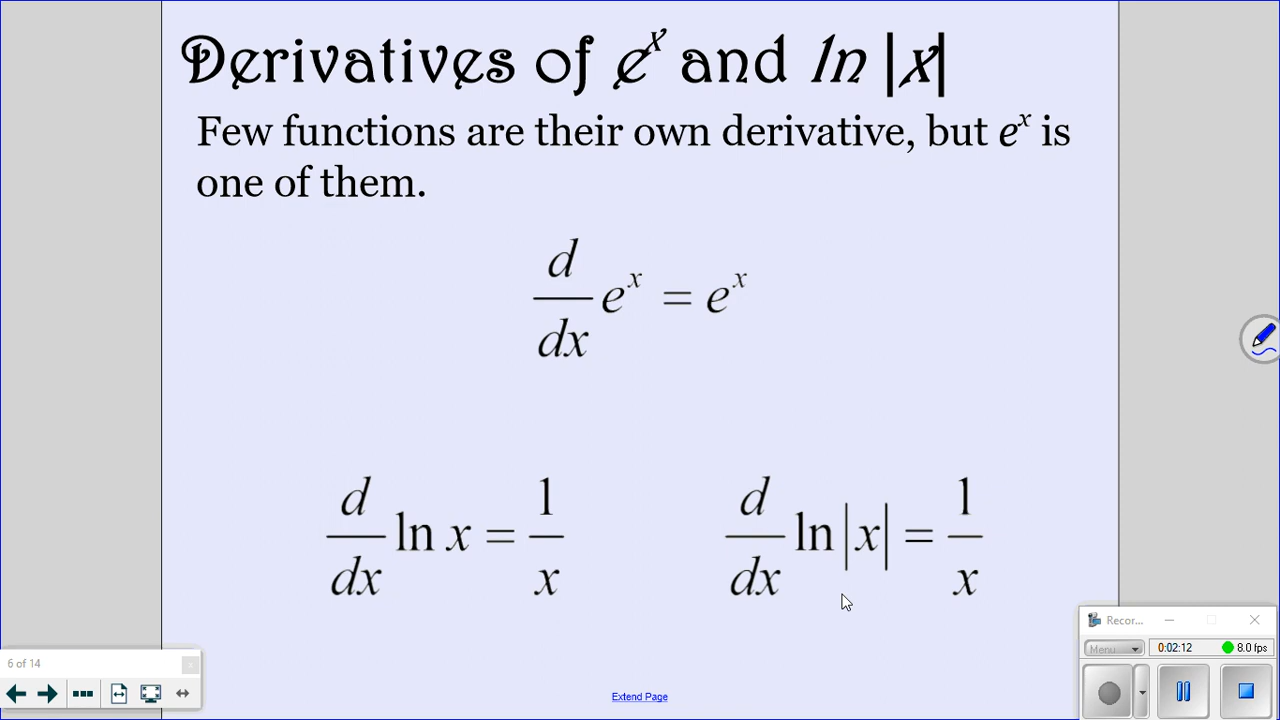 Derivatives of e^x and ln |x|
Few functions are their own derivative, but e^x is
one of them.
d/dx e^x = e^x
d/dx ln x = 1/x
d/dx ln |x| = 1/x
Recor...
Menu
0:02:12
8.0 fps
6 of 14
Extend Page